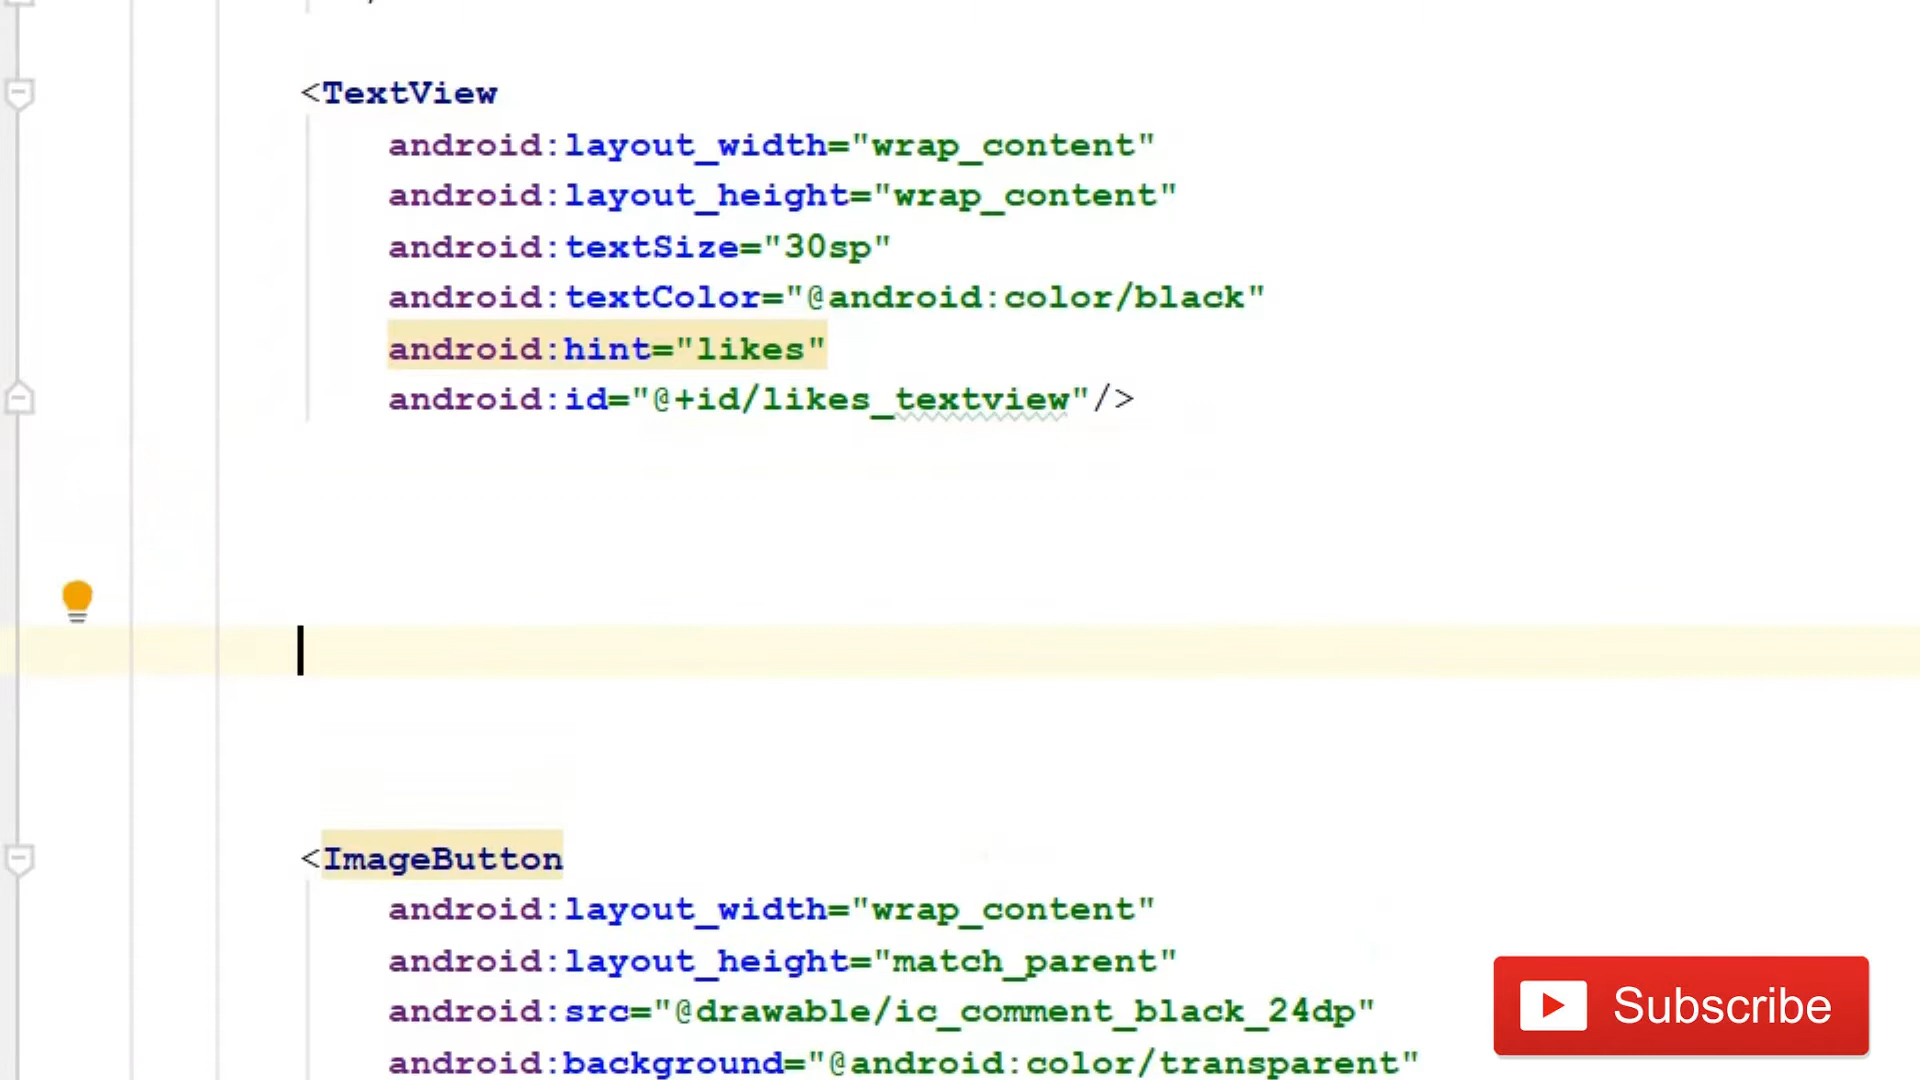 <TextView
android:layout_width="wrap_content"
android:layout_height="wrap_content"
android:textSize="30sp"
android:textColor="@android:color/black"
android:hint="likes"
android:id="@+id/likes_textview"/>
<ImageButton
android:layout_width="wrap_content"
android:layout_height="match_parent"
android:src="@drawable/ic_comment_black_24dp"
android:background="@android:color/transparent"
Subscribe